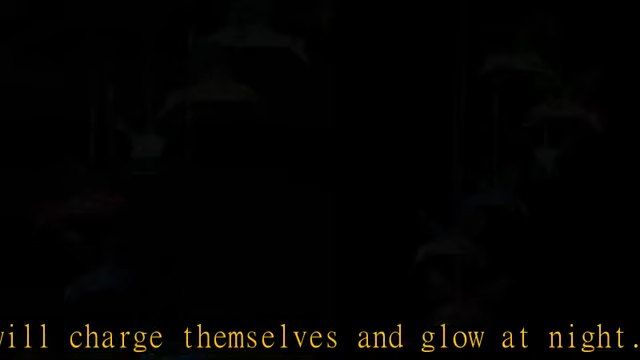 will charge themselves and glow at night.